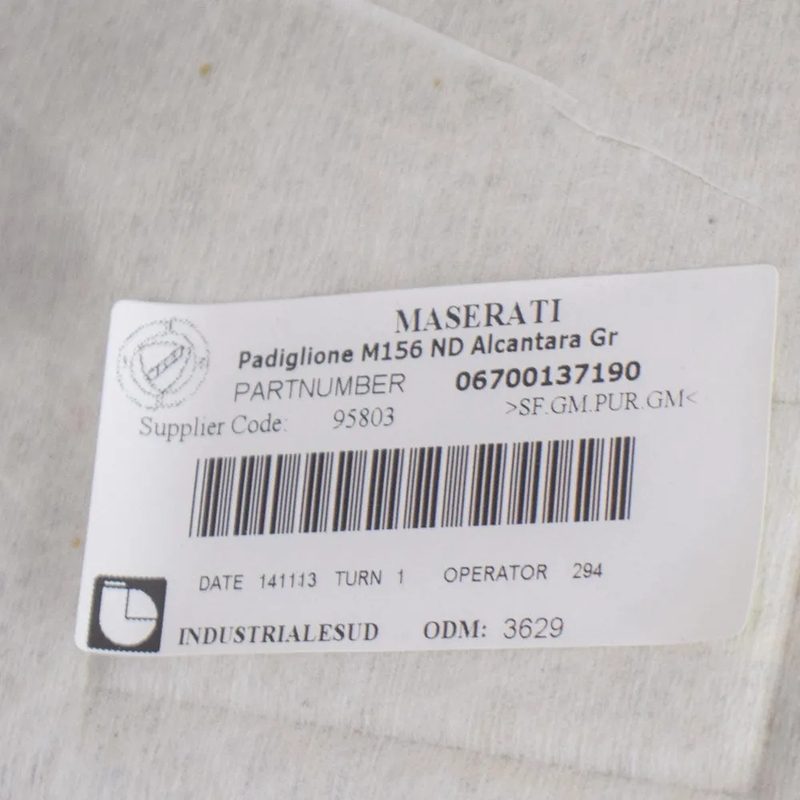 MASERATI
Padiglione M156 ND Alcantara Gr
PARTNUMBER 06700137190
>SF.GM.PUR.GM<
Supplier Code: 95803
DATE 141113 TURN 1 OPERATOR 294
INDUSTRIALESUD ODM: 3629